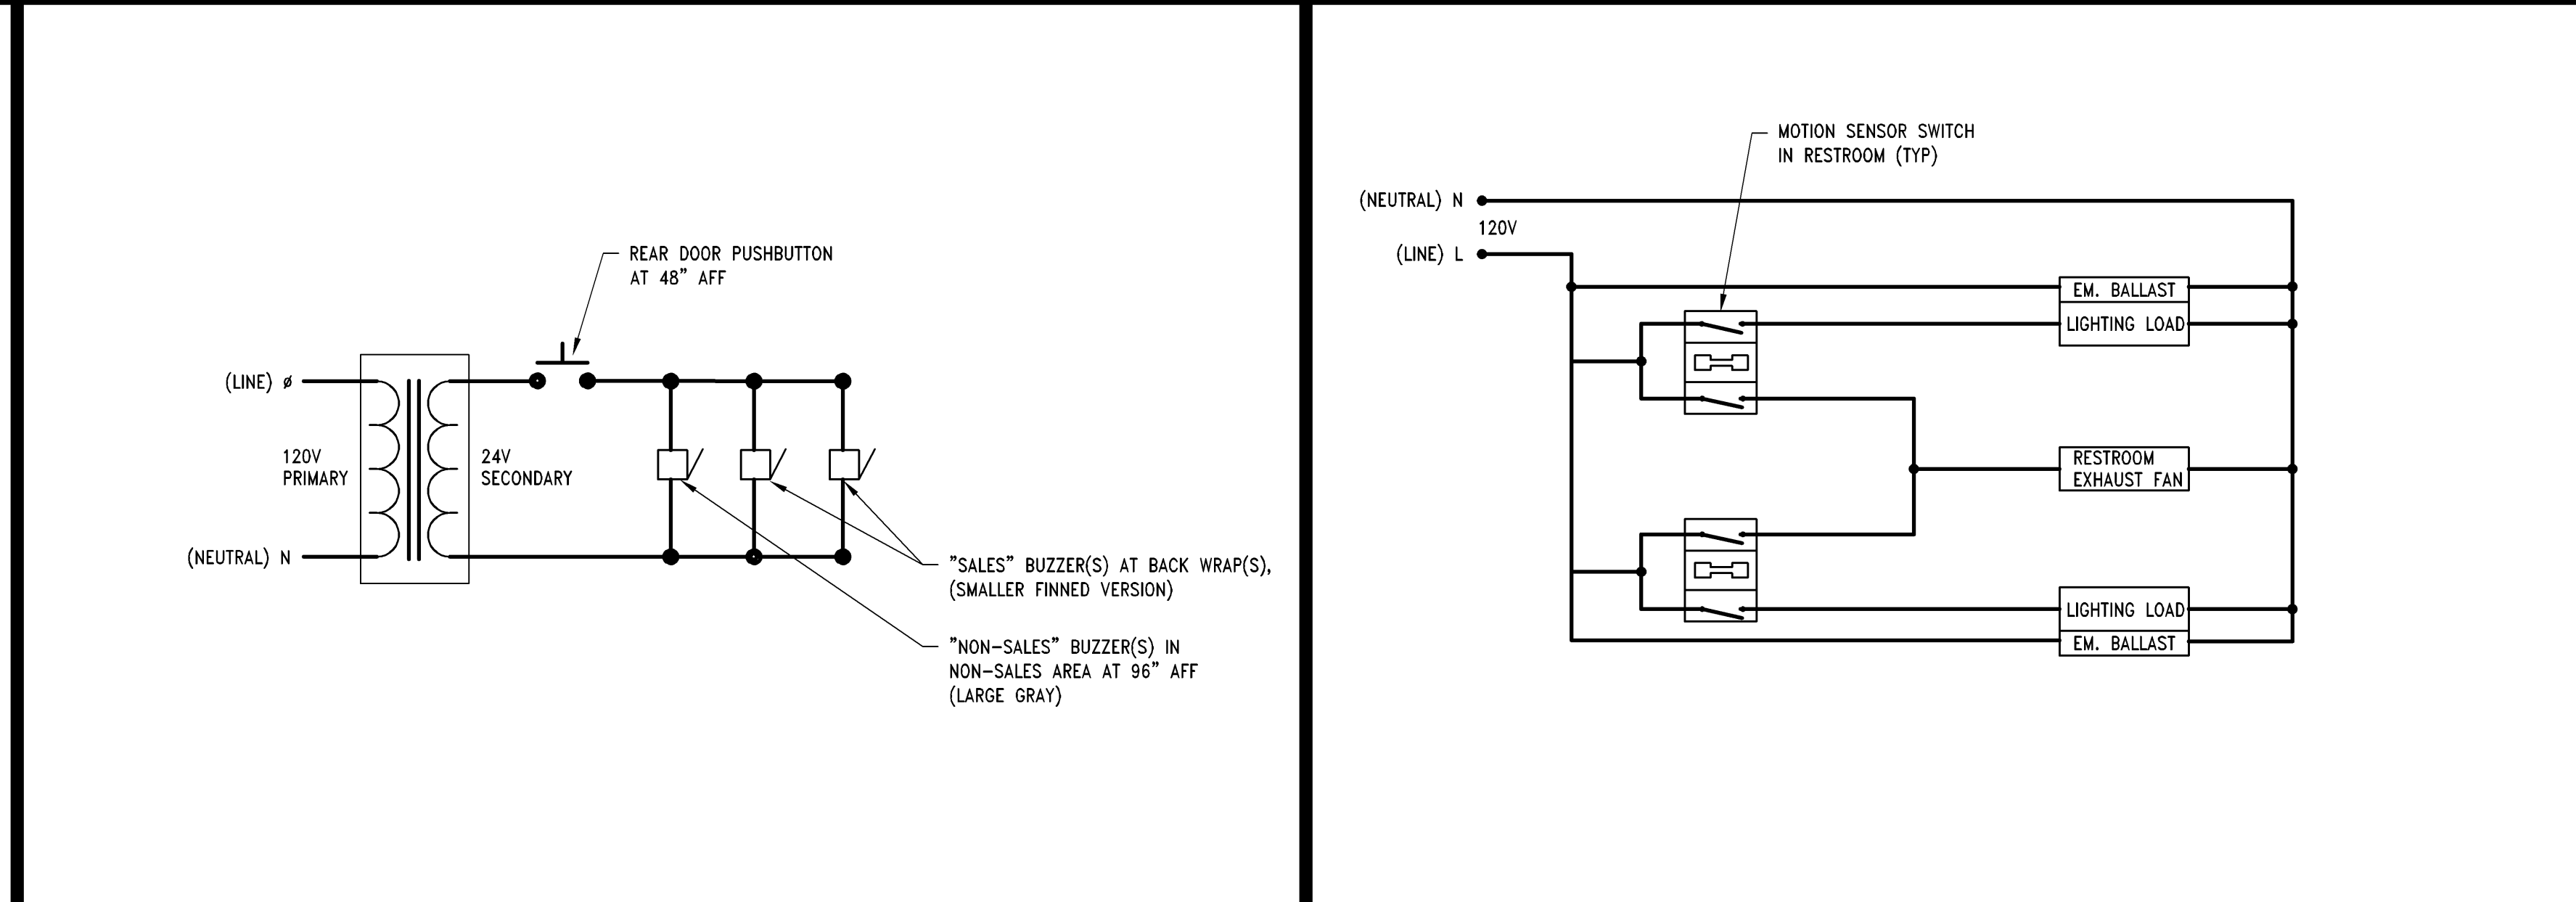 REAR DOOR PUSHBUTTON
AT 48" AFF
(LINE) ø
120V
PRIMARY
24V
SECONDARY
(NEUTRAL) N
"SALES" BUZZER(S) AT BACK WRAP(S),
(SMALLER FINNED VERSION)
"NON-SALES" BUZZER(S) IN
NON-SALES AREA AT 96" AFF
(LARGE GRAY)
MOTION SENSOR SWITCH
IN RESTROOM (TYP)
(NEUTRAL) N
120V
(LINE) L
EM. BALLAST
LIGHTING LOAD
RESTROOM
EXHAUST FAN
LIGHTING LOAD
EM. BALLAST